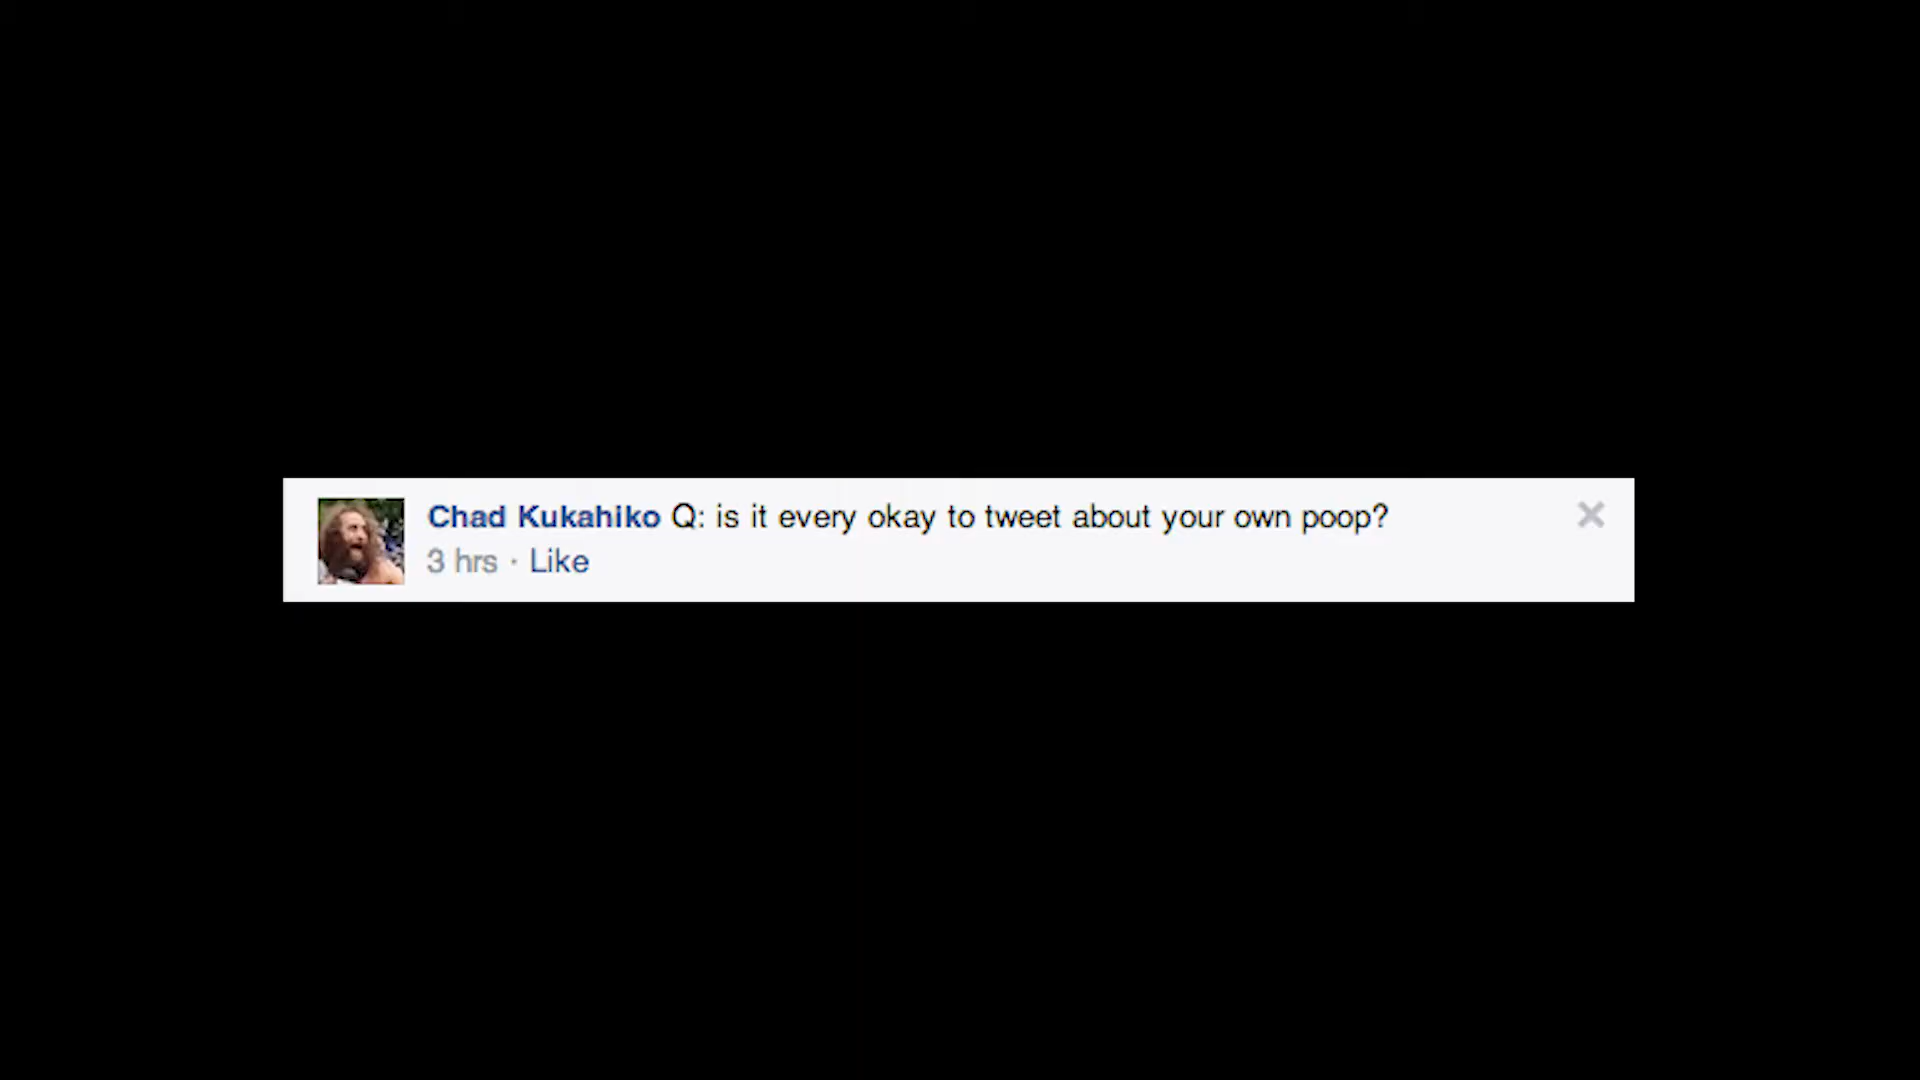 Chad Kukahiko Q: is it every okay to tweet about your own poop?
3 hrs · Like